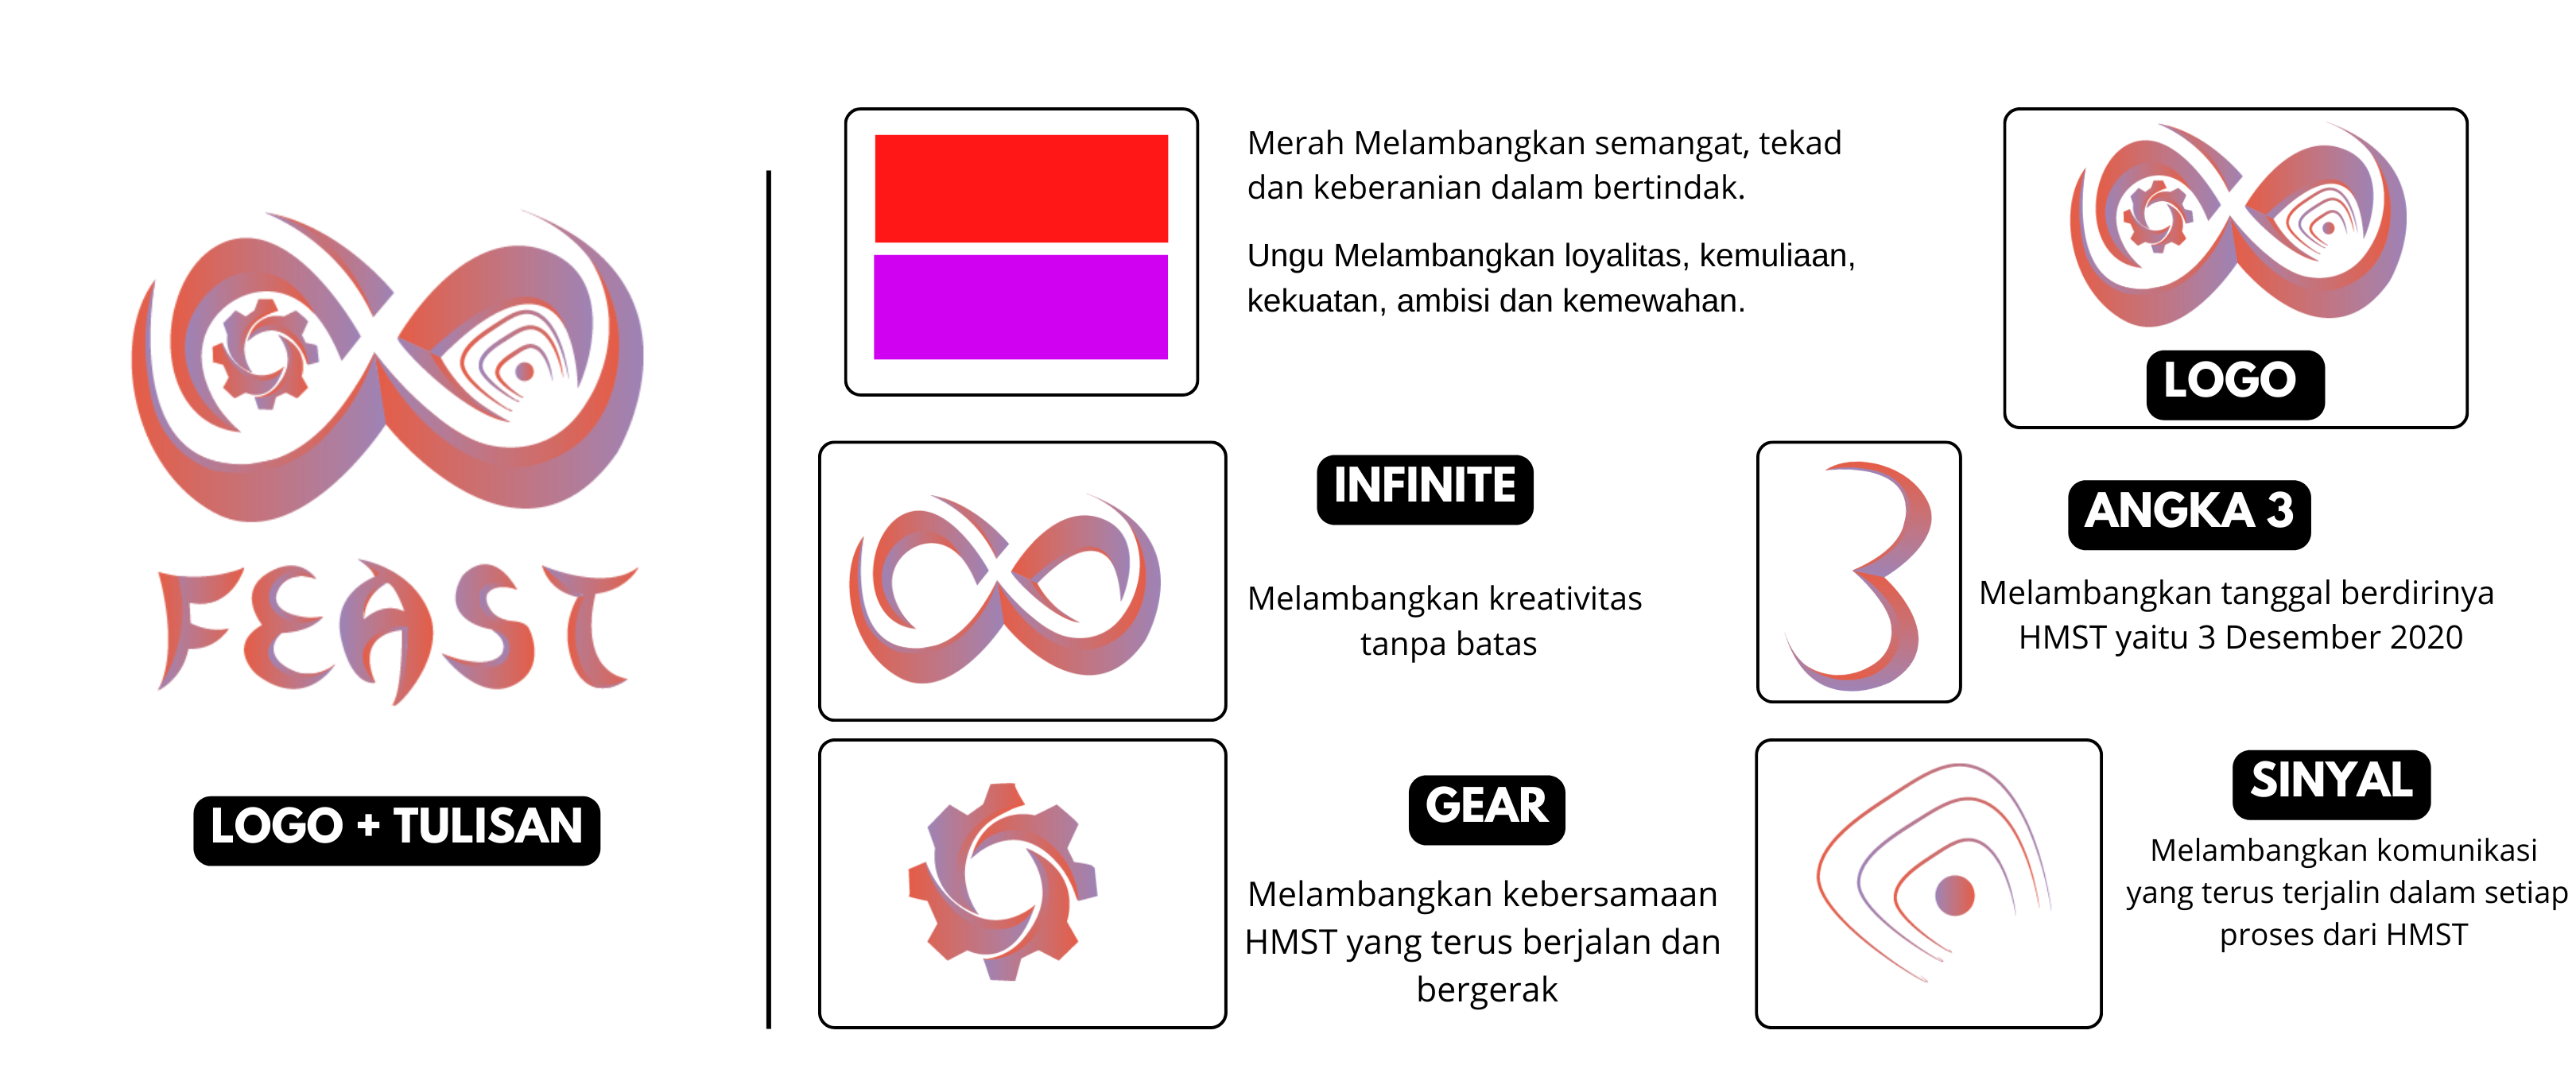 FEAST
LOGO + TULISAN
Merah Melambangkan semangat, tekad
dan keberanian dalam bertindak.
Ungu Melambangkan loyalitas, kemuliaan,
kekuatan, ambisi dan kemewahan.
LOGO
INFINITE
Melambangkan kreativitas
tanpa batas
3
ANGKA 3
Melambangkan tanggal berdirinya
HMST yaitu 3 Desember 2020
GEAR
Melambangkan kebersamaan
HMST yang terus berjalan dan
bergerak
SINYAL
Melambangkan komunikasi
yang terus terjalin dalam setiap
proses dari HMST